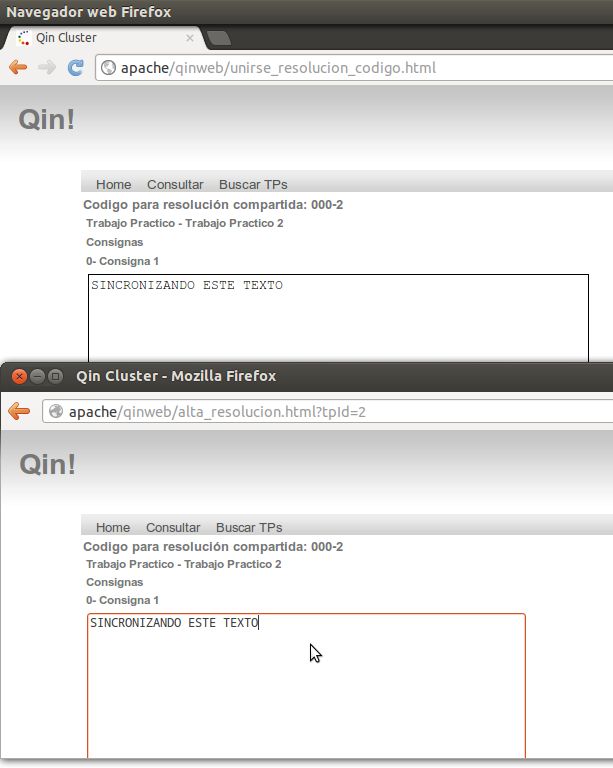 Navegador web Firefox
Qin Cluster
apache/qinweb/unirse_resolucion_codigo.html
Qin!
Home Consultar Buscar TPs
Codigo para resolución compartida: 000-2
Trabajo Practico - Trabajo Practico 2
Consignas
0- Consigna 1
SINCRONIZANDO ESTE TEXTO
Qin Cluster - Mozilla Firefox
apache/qinweb/alta_resolucion.html?tpId=2
Qin!
Home Consultar Buscar TPs
Codigo para resolución compartida: 000-2
Trabajo Practico - Trabajo Practico 2
Consignas
0- Consigna 1
SINCRONIZANDO ESTE TEXTO